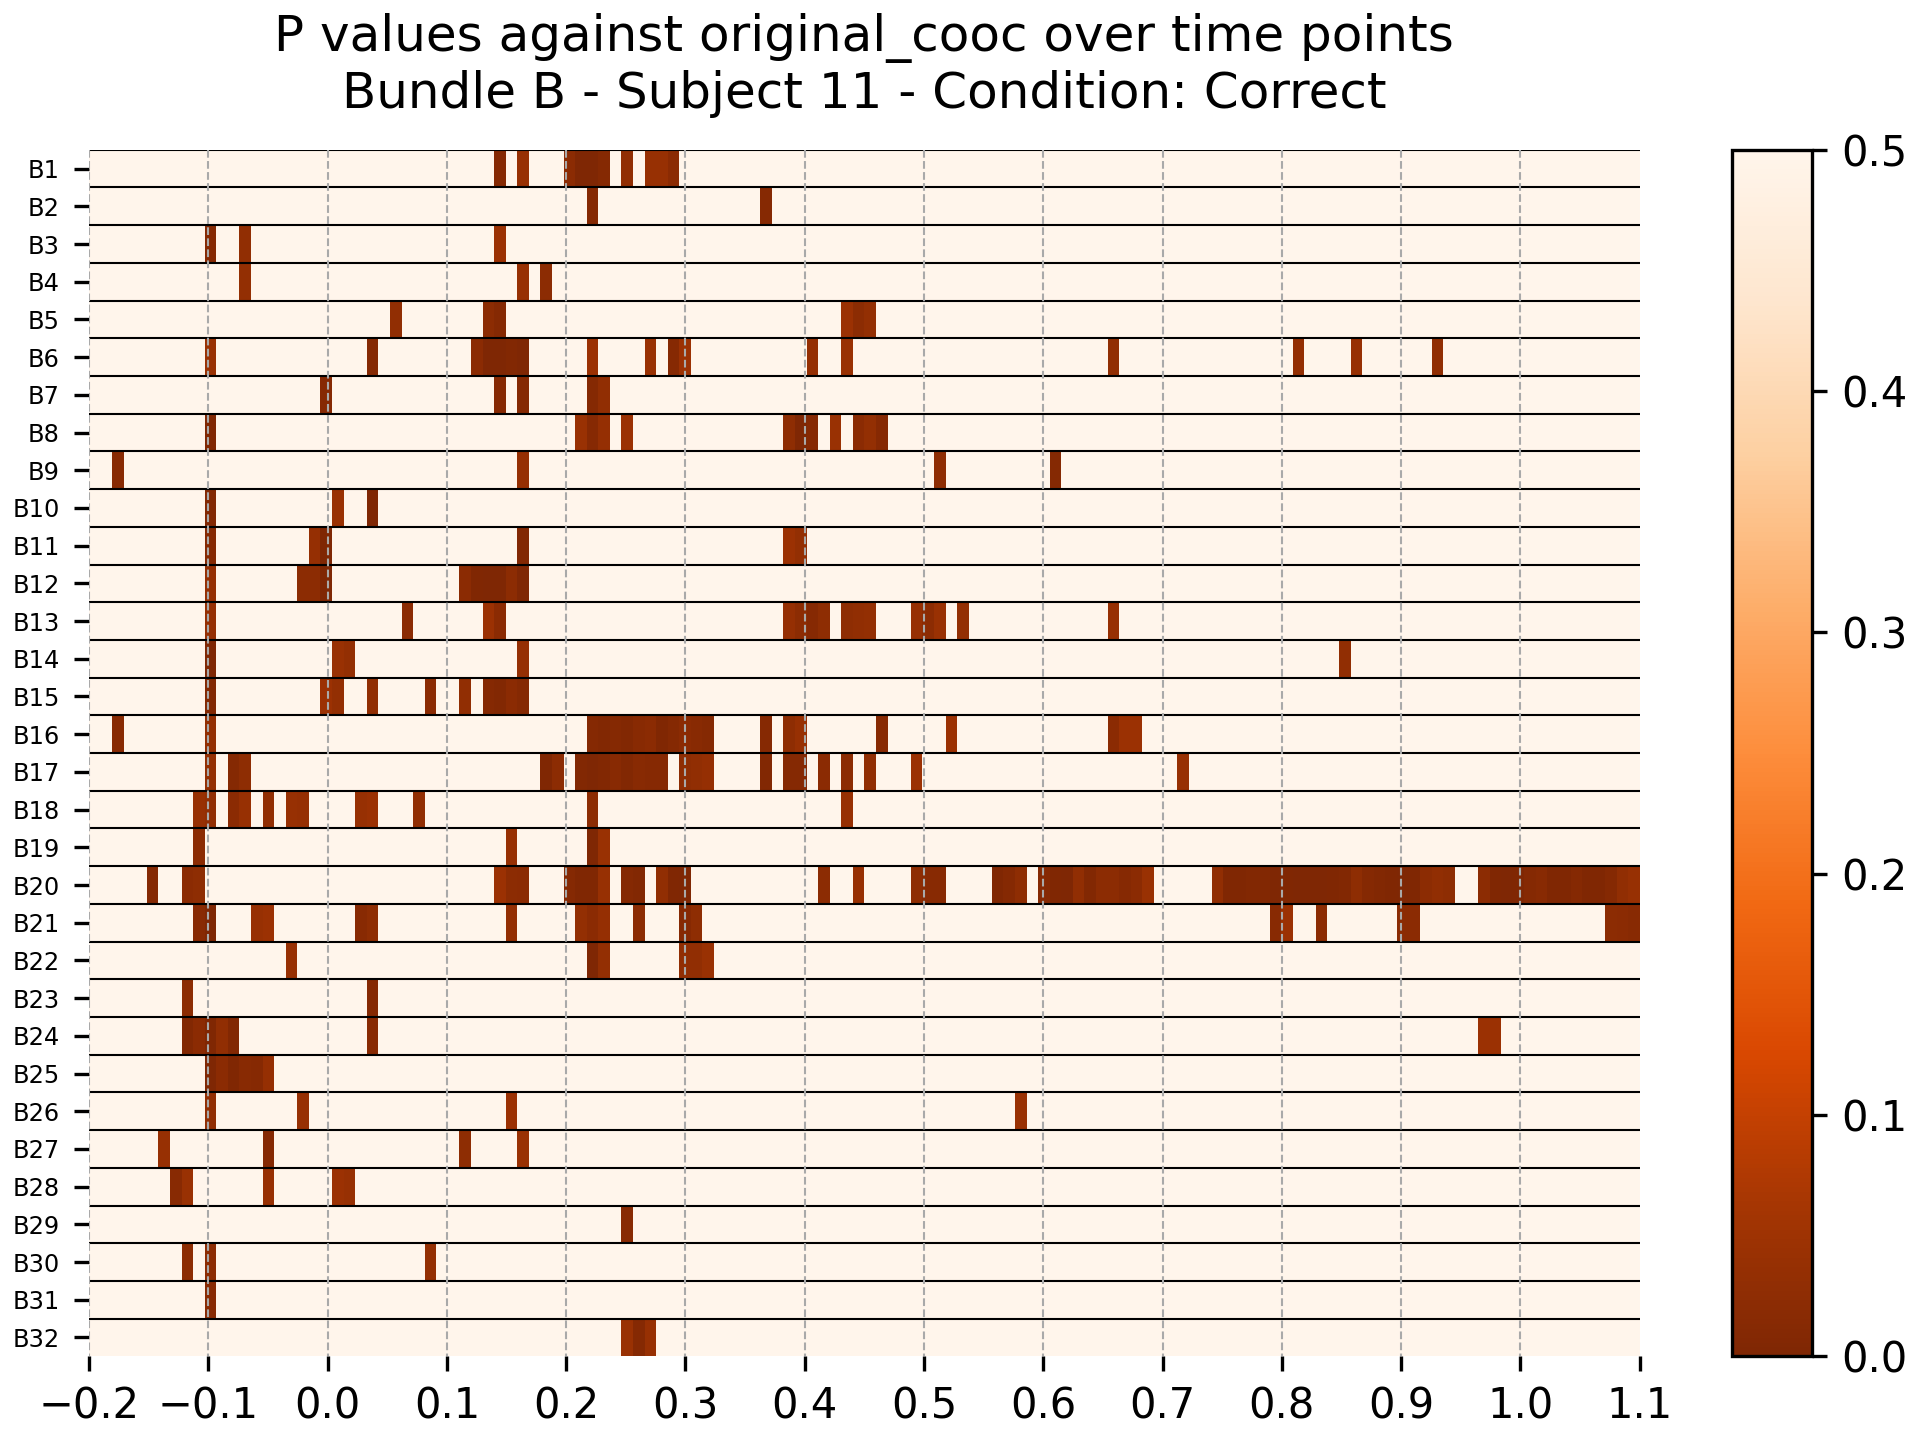 P values against original_cooc over time points
Bundle B - Subject 11 - Condition: Correct
B1
B2
B3
B4
B5
B6
B7
B8
B9
B10
B11
B12
B13
B14
B15
B16
B17
B18
B19
B20
B21
B22
B23
B24
B25
B26
B27
B28
B29
B30
B31
B32
−0.2 −0.1 0.0 0.1 0.2 0.3 0.4 0.5 0.6 0.7 0.8 0.9 1.0 1.1
0.5
0.4
0.3
0.2
0.1
0.0